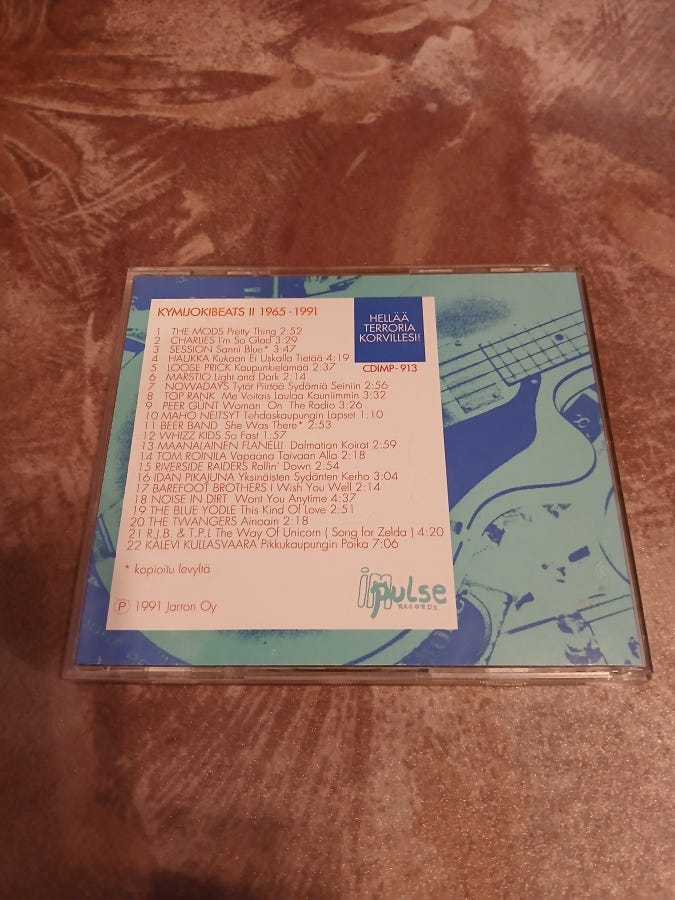 KYMIJOKIBEATS II 1965 - 1991
HELLÄÄ
TERRORIA
KORVILLESI!
CDIMP-913
1 THE MODS Pretty Thing 2:52
2 CHARLIES I'm So Glad 3:29
3 SESSION Sanni Blue* 3:47
4 HAUKKA Kukaan Ei Uskalla Tietää 4:19
5 LOOSE PRICK Kaupunkielämää 2:37
6 MARSTIO Light and Dark 2:14
7 NOWADAYS Tytöt Piirtää Sydämiä Seiniin 2:56
8 TOP RANK Me Voitais Laulaa Kauniimmin 3:32
9 PEER GUNT Woman On The Radio 3:26
10 MAHO NEITSYT Tehdaskaupungin Lapset 1:10
11 BEER BAND She Was There* 2:53
12 WHIZZ KIDS So Fast 1:57
13 MAANALAINEN FLANELLI Dalmatian Koirat 2:59
14 TOM ROINILA Vapaana Taivaan Alla 2:18
15 RIVERSIDE RAIDERS Rollin' Down 2:54
16 IDAN PIKAJUNA Yksinäisten Sydänten Kerho 3:04
17 BAREFOOT BROTHERS I Wish You Well 2:14
18 NOISE IN DIRT Want You Anytime 4:37
19 THE BLUE YODLE This Kind Of Love 2:51
20 THE TWANGERS Ainoain 2:18
21 R.J.B. & T.P.L The Way Of Unicorn ( Song for Zelda ) 4:20
22 KALEVI KULLASVAARA Pikkukaupungin Poika 7:06
* kopioitu levyltä
impulse
RECORDS
Ⓟ 1991 Jarron Oy